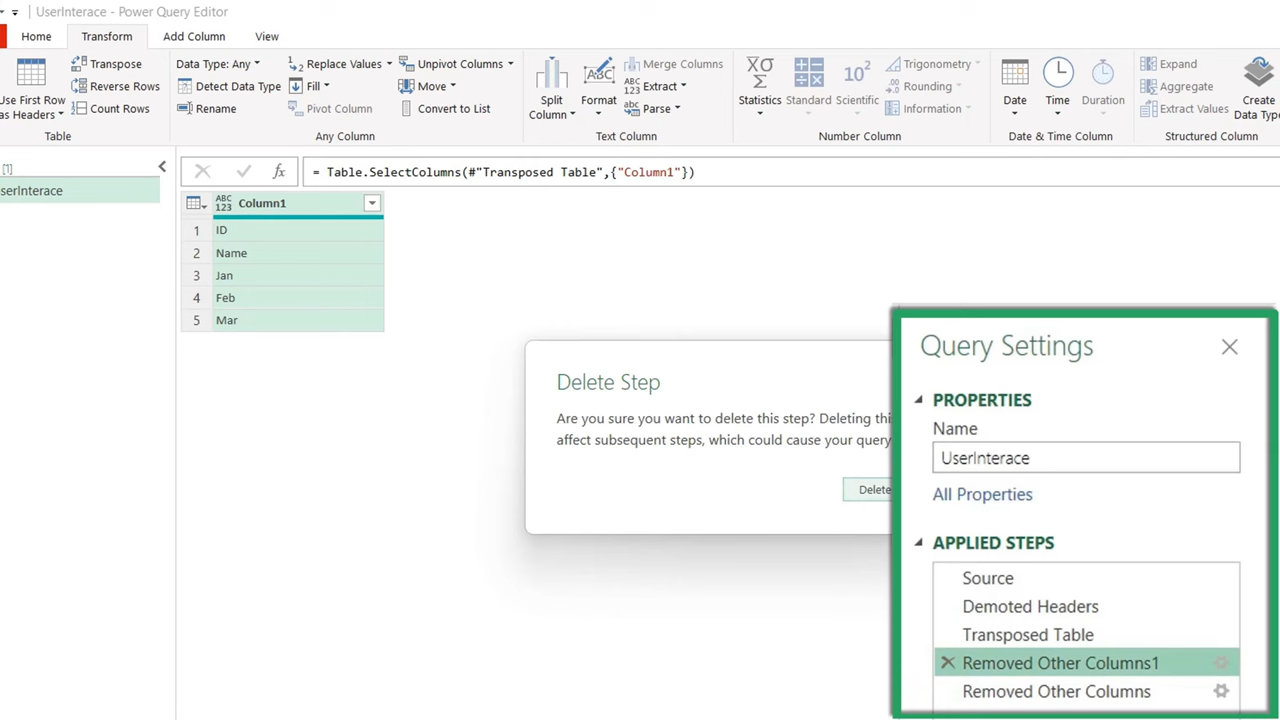 UserInterace - Power Query Editor
Home Transform Add Column View
Use First Row as Headers
Transpose
Reverse Rows
Count Rows
Table
Data Type: Any
Detect Data Type
Rename
Replace Values
Fill
Pivot Column
Unpivot Columns
Move
Convert to List
Any Column
Split Column
Format
Merge Columns
Extract
Parse
Text Column
Statistics
Standard
Scientific
Trigonometry
Rounding
Information
Number Column
Date
Time
Duration
Date & Time Column
Expand
Aggregate
Extract Values
Create Data Type
Structured Column
[1]
serInterace
fx = Table.SelectColumns(#"Transposed Table",{"Column1"})
ABC 123 Column1
1 ID
2 Name
3 Jan
4 Feb
5 Mar
Delete Step
Are you sure you want to delete this step? Deleting this
affect subsequent steps, which could cause your query
Delete
Query Settings
PROPERTIES
Name
UserInterace
All Properties
APPLIED STEPS
Source
Demoted Headers
Transposed Table
Removed Other Columns1
Removed Other Columns